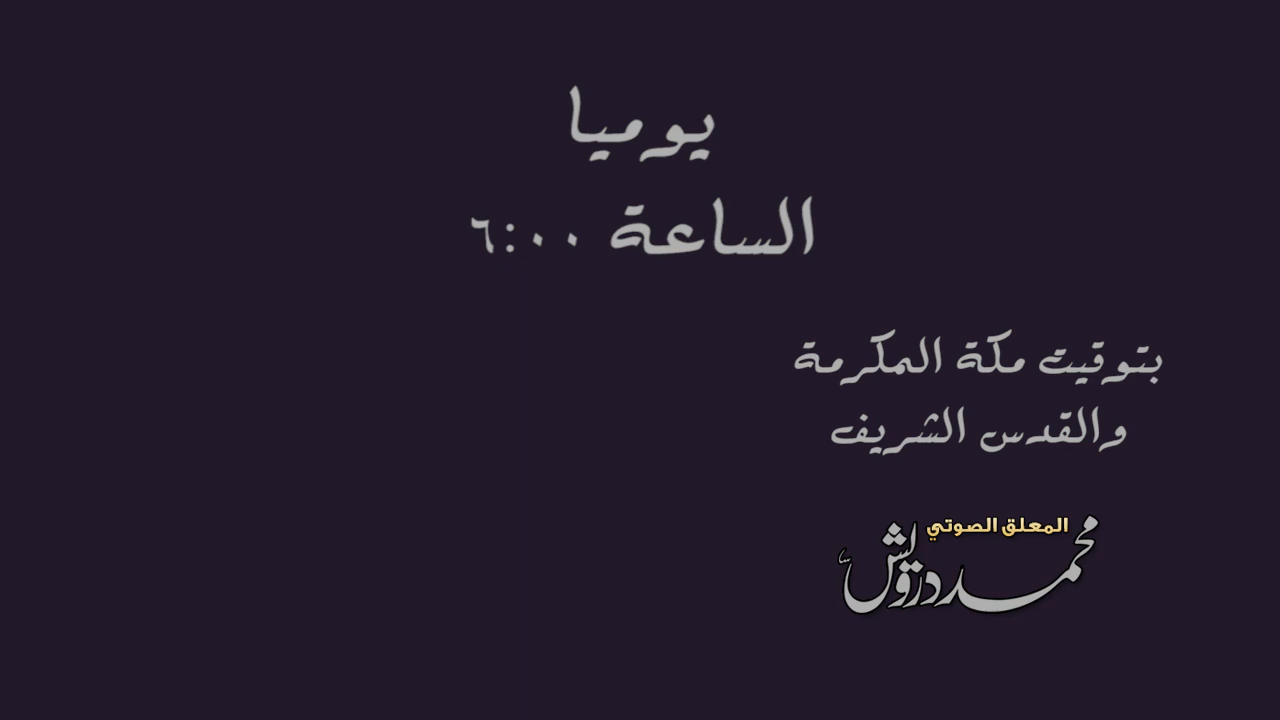 يوميا
الساعة ٦:٠٠
بتوقيت مكة المكرمة
والقدس الشريف
المعلق الصوتي
محمد درويش